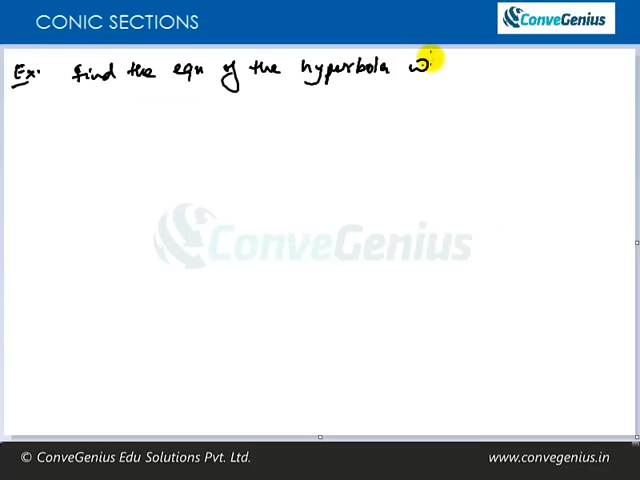 CONIC SECTIONS
ConveGenius
Ex. find the eqn of the hyperbola w
ConveGenius
© ConveGenius Edu Solutions Pvt. Ltd.
www.convegenius.in